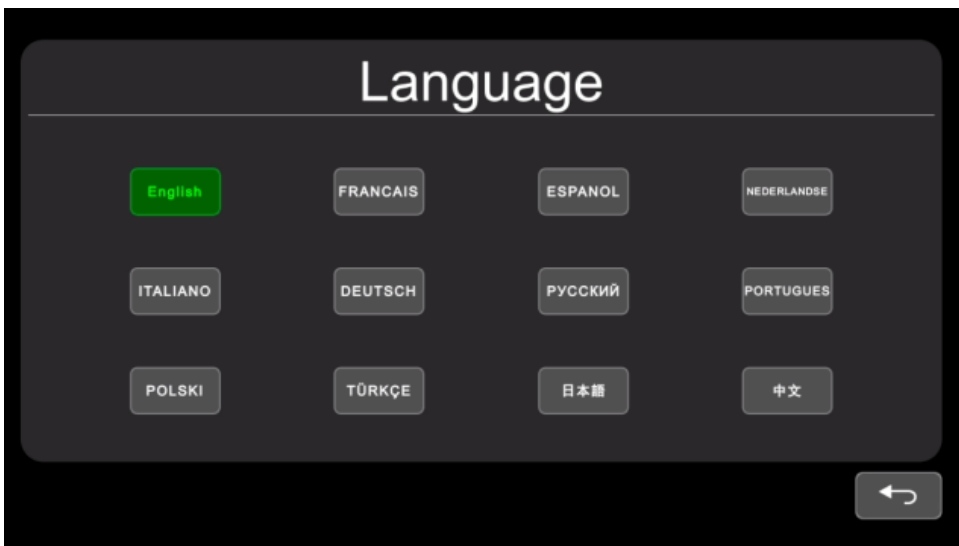 Language
English FRANCAIS ESPANOL NEDERLANDSE
ITALIANO DEUTSCH РУССКИЙ PORTUGUES
POLSKI TÜRKÇE 日本語 中文